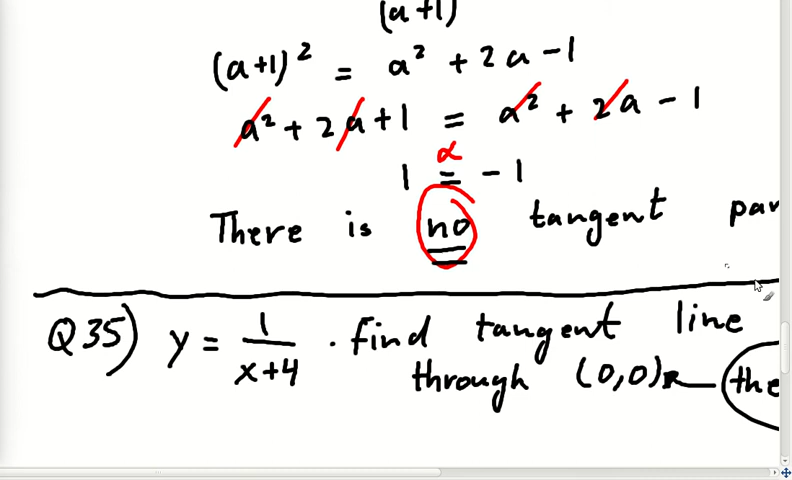 (a+1)
(a+1)² = a² + 2a - 1
a² + 2a + 1 = a² + 2a - 1
1 = - 1
There is no tangent
Q35) y = 1/(x+4) . find tangent line
through (0,0)